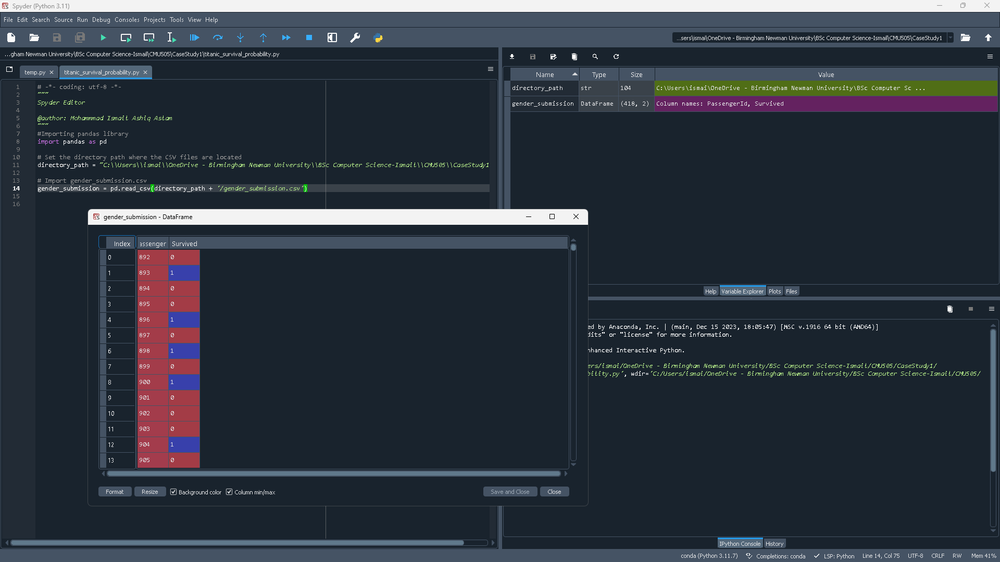 Spyder (Python 3.11)
File Edit Search Source Run Debug Consoles Projects Tools View Help
...sers\ismai\OneDrive - Birmingham Newman University\BSc Computer Science-Ismail\CMU505\CaseStudy1
...gham Newman University\BSc Computer Science-Ismail\CMU505\CaseStudy1\titanic_survival_probability.py
temp.py
titanic_survival_probability.py
1 # -*- coding: utf-8 -*-
2 """
3 Spyder Editor
4
5 @author: Mohammmad Ismail Ashiq Aslam
6 """
7 #Importing pandas library
8 import pandas as pd
9
10 # Set the directory path where the CSV files are located
11 directory_path = "C:\\Users\\ismai\\OneDrive - Birmingham Newman University\\BSc Computer Science-Ismail\\CMU505\\CaseStudy1
12
13 # Import gender_submission.csv
14 gender_submission = pd.read_csv(directory_path + '/gender_submission.csv')
15
16
Name Type Size Value
directory_path str 104 C:\Users\ismai\OneDrive - Birmingham Newman University\BSc Computer Sc ...
gender_submission DataFrame (418, 2) Column names: PassengerId, Survived
Help Variable Explorer Plots Files
gender_submission - DataFrame
Index assenger Survived
0 892 0
1 893 1
2 894 0
3 895 0
4 896 1
5 897 0
6 898 1
7 899 0
8 900 1
9 901 0
10 902 0
11 903 0
12 904 1
13 905 0
Format Resize Background color Column min/max Save and Close Close
ed by Anaconda, Inc. | (main, Dec 15 2023, 18:05:47) [MSC v.1916 64 bit (AMD64)]
dits" or "license" for more information.
nhanced Interactive Python.
ers/ismai/OneDrive - Birmingham Newman University/BSc Computer Science-Ismail/CMU505/CaseStudy1/
bility.py', wdir='C:/Users/ismai/OneDrive - Birmingham Newman University/BSc Computer Science-Ismail/CMU505/
IPython Console History
conda (Python 3.11.7) Completions: conda LSP: Python Line 14, Col 75 UTF-8 CRLF RW Mem 41%